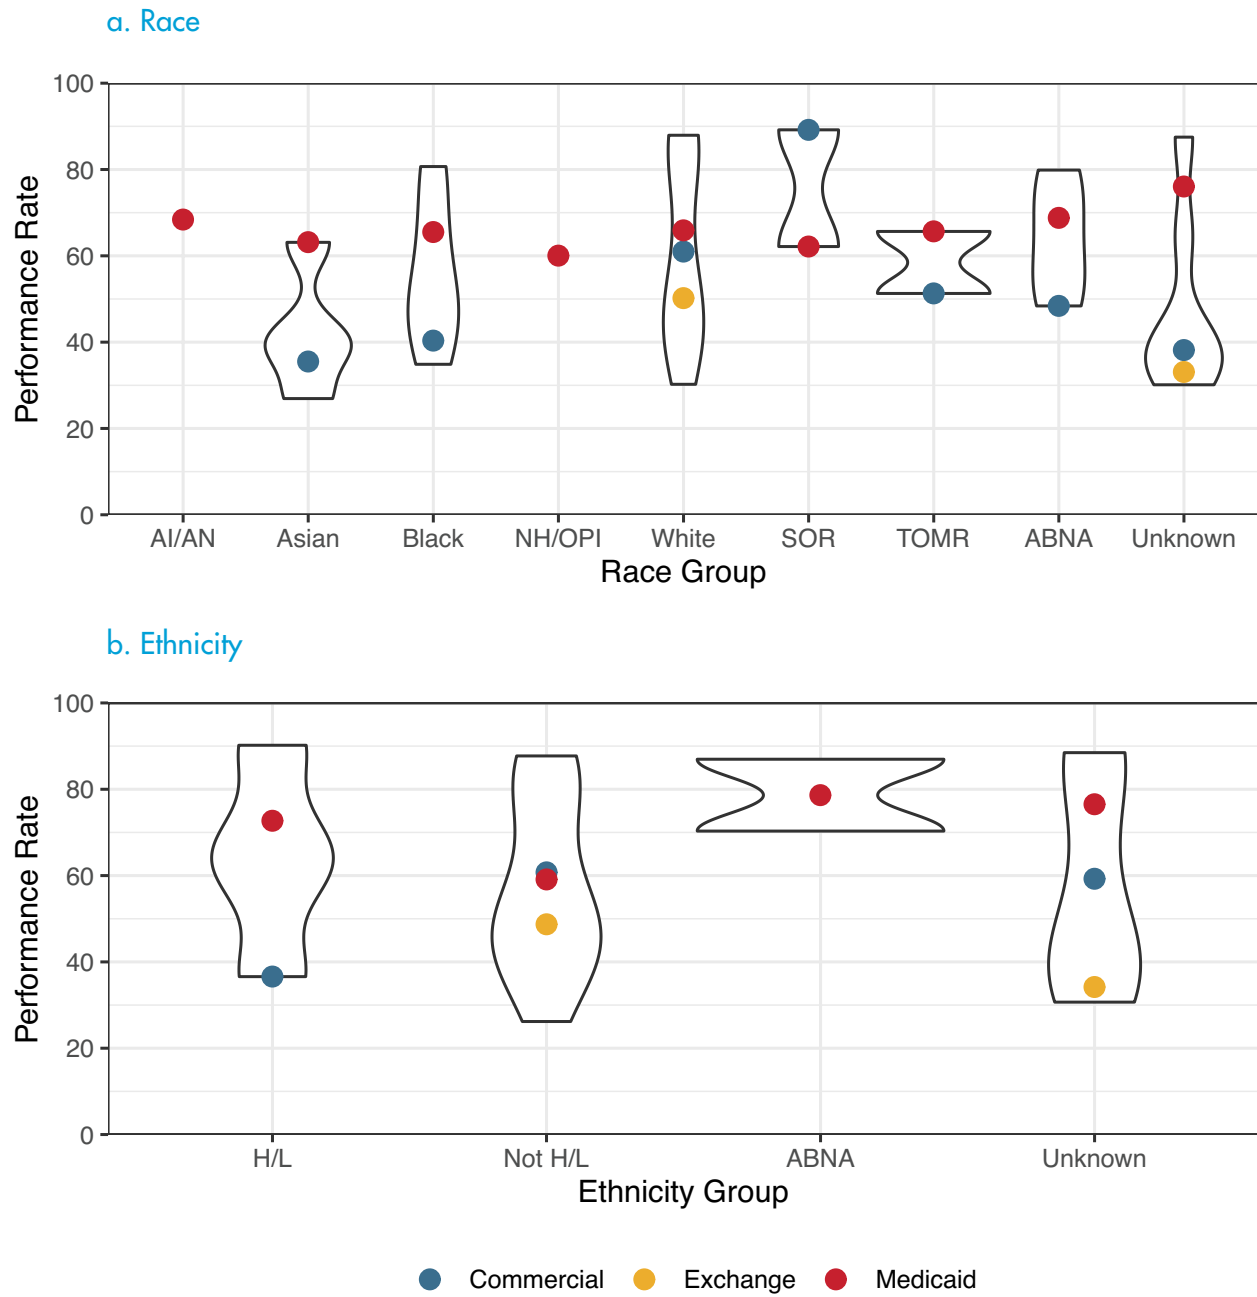 a. Race
100
80
60
40
20
0
Performance Rate
AI/AN Asian Black NH/OPI White SOR TOMR ABNA Unknown
Race Group
b. Ethnicity
100
80
60
40
20
0
Performance Rate
H/L Not H/L ABNA Unknown
Ethnicity Group
Commercial Exchange Medicaid